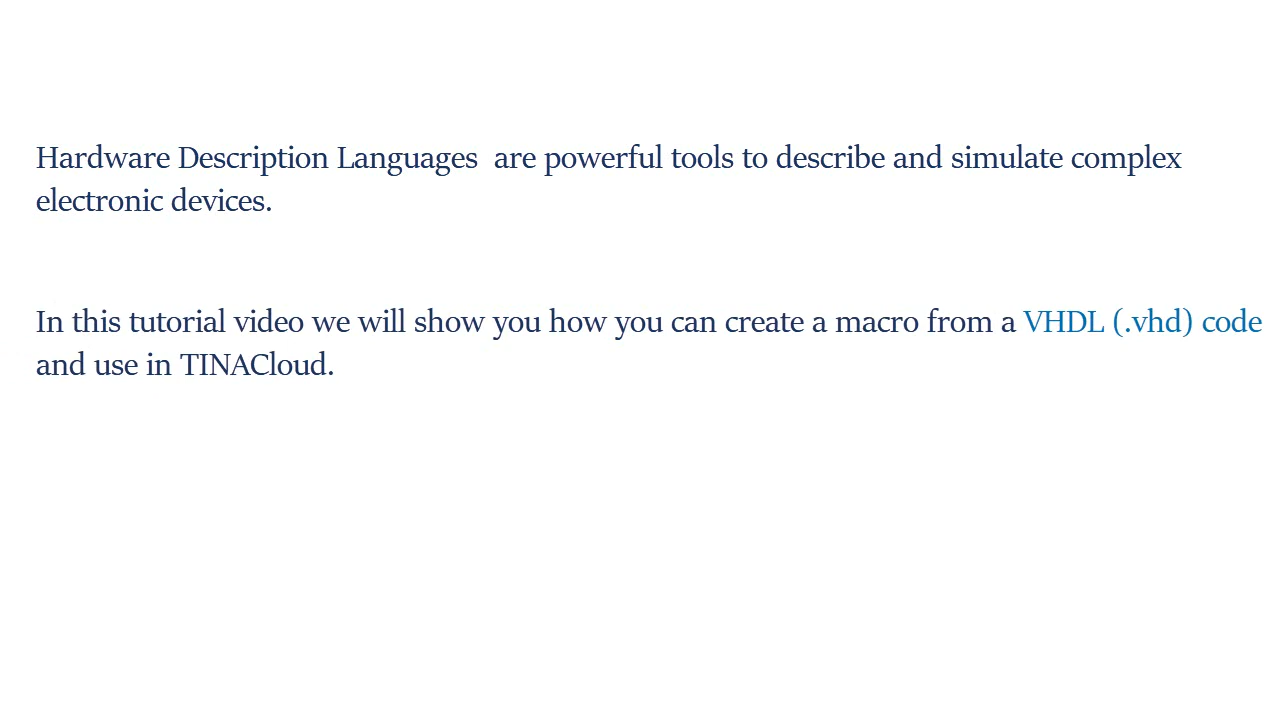 Hardware Description Languages  are powerful tools to describe and simulate complex
electronic devices.
In this tutorial video we will show you how you can create a macro from a VHDL (.vhd) code
and use in TINACloud.